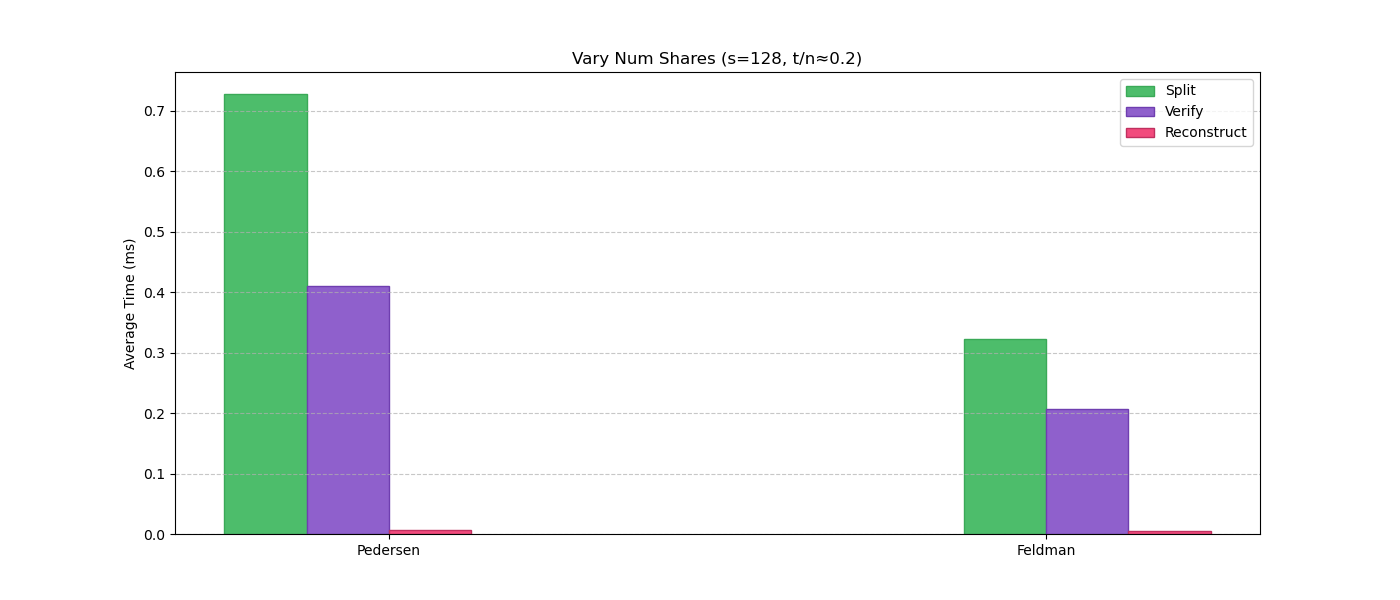 Vary Num Shares (s=128, t/n≈0.2)
Split
Verify
Reconstruct
Average Time (ms)
0.7
0.6
0.5
0.4
0.3
0.2
0.1
0.0
Pedersen
Feldman